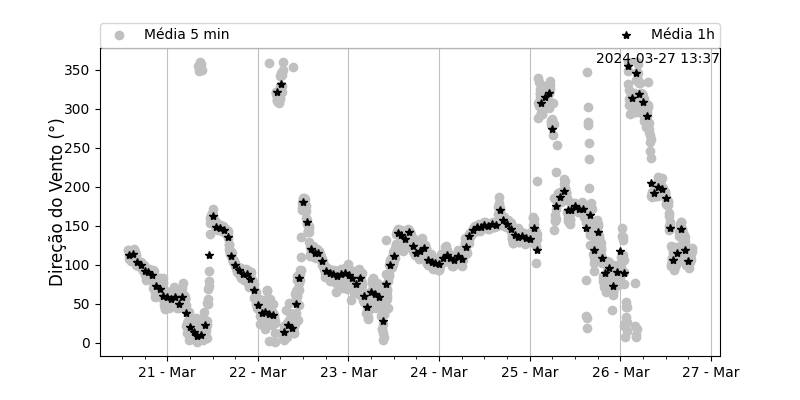 Média 5 min
Média 1h
2024-03-27 13:37
Direção do Vento (°)
350
300
250
200
150
100
50
0
21 - Mar
22 - Mar
23 - Mar
24 - Mar
25 - Mar
26 - Mar
27 - Mar